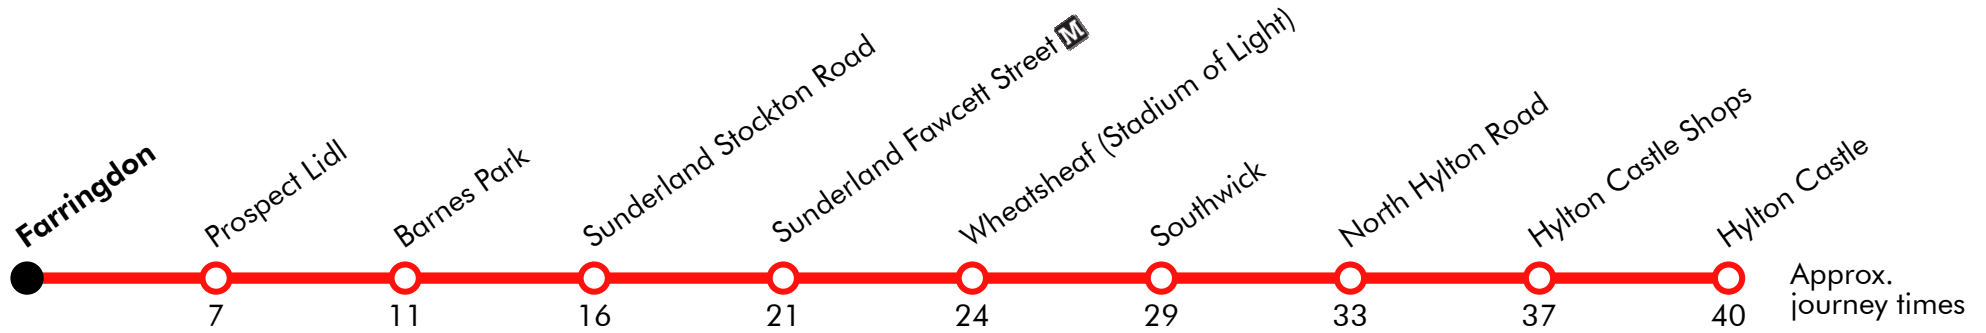 Farringdon
Prospect Lidl
Barnes Park
Sunderland Stockton Road
Sunderland Fawcett Street M
Wheatsheaf (Stadium of Light)
Southwick
North Hylton Road
Hylton Castle Shops
Hylton Castle
7 11 16 21 24 29 33 37 40
Approx.
journey times